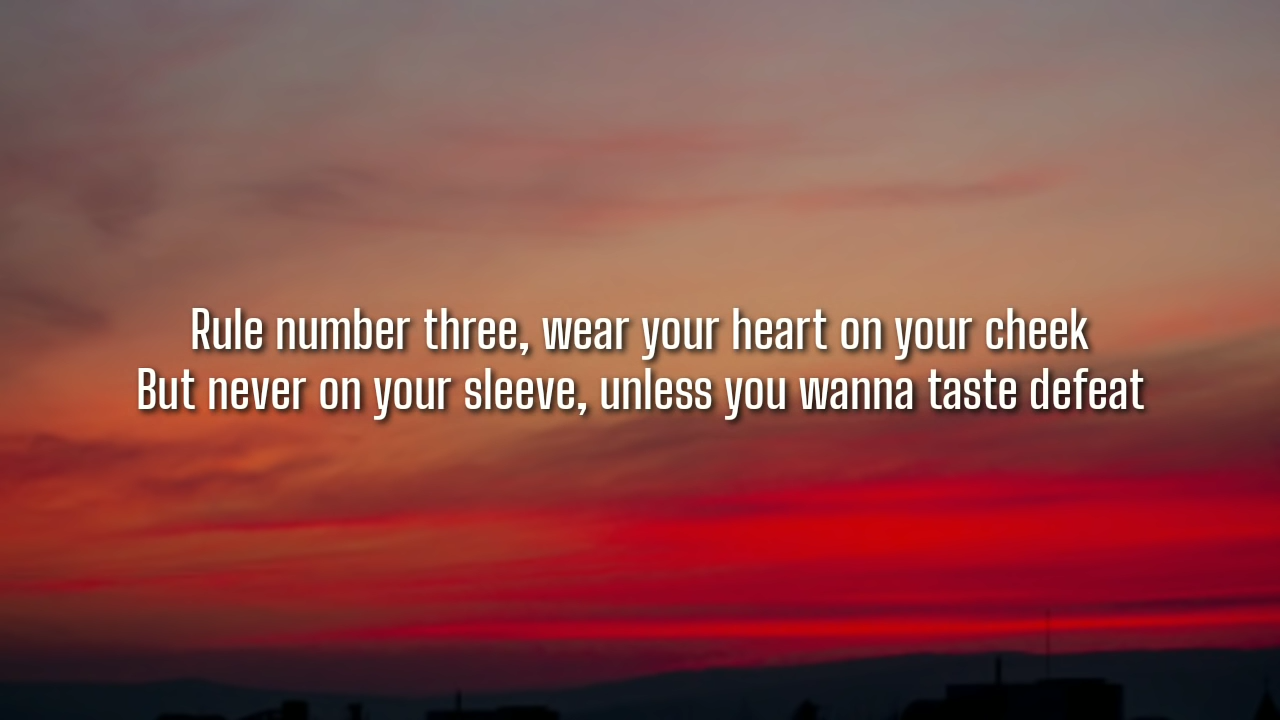 Rule number three, wear your heart on your cheek
But never on your sleeve, unless you wanna taste defeat